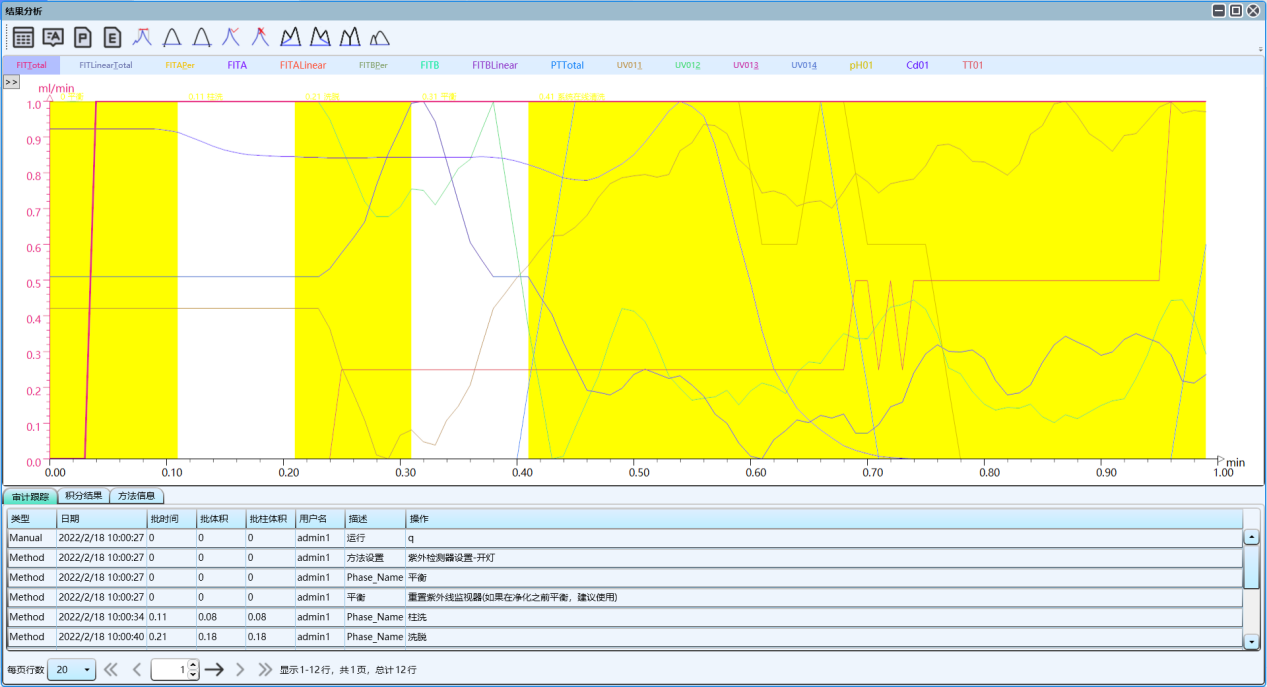 结果分析
A P E
FITTotal FITLinearTotal FITAPer FITA FITALinear FITBPer FITB FITBLinear PTTotal UV011 UV012 UV013 UV014 pH01 Cd01 TT01
>>
ml/min
1.0
0.9
0.8
0.7
0.6
0.5
0.4
0.3
0.2
0.1
0.0
0.00 0.10 0.20 0.30 0.40 0.50 0.60 0.70 0.80 0.90 1.00 min
审计跟踪 积分结果 方法信息
类型 日期 批时间 批体积 批柱体积 用户名 描述 操作
Manual 2022/2/18 10:00:27 0 0 0 admin1 运行 q
Method 2022/2/18 10:00:27 0 0 0 admin1 方法设置 紫外检测器设置-开灯
Method 2022/2/18 10:00:27 0 0 0 admin1 Phase_Name 平衡
Method 2022/2/18 10:00:27 0 0 0 admin1 平衡 重置紫外线监视器(如果在净化之前平衡，建议使用)
Method 2022/2/18 10:00:34 0.11 0.08 0.08 admin1 Phase_Name 柱洗
Method 2022/2/18 10:00:40 0.21 0.18 0.18 admin1 Phase_Name 洗脱
每页行数 20 1 显示1-12行，共1页，总计12行